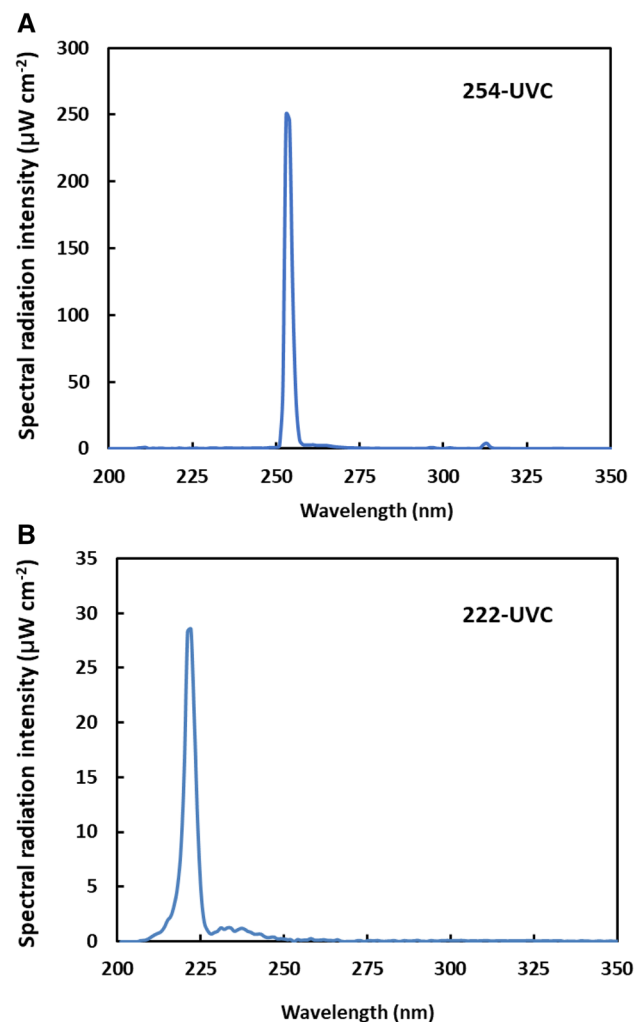 A
Spectral radiation intensity (µW cm-2)
300
250
200
150
100
50
0
254-UVC
200 225 250 275 300 325 350
Wavelength (nm)
B
Spectral radiation intensity (µW cm-2)
35
30
25
20
15
10
5
0
222-UVC
200 225 250 275 300 325 350
Wavelength (nm)